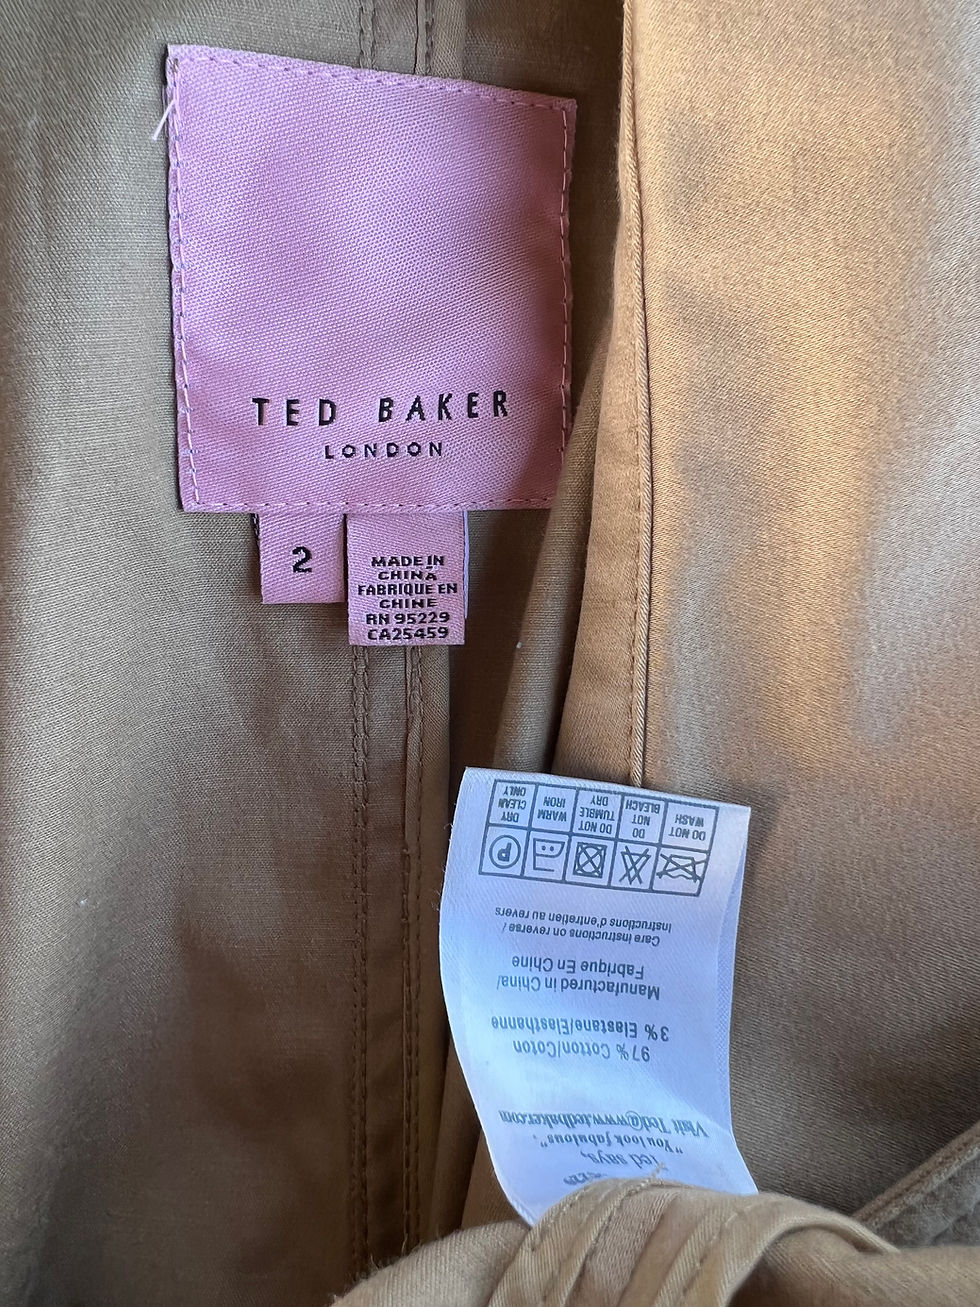 TED BAKER
LONDON
2
MADE IN
CHINA
FABRIQUE EN
CHINE
RN 95229
CA25459
Ted says,
"You look fabulous".
Visit Ted@www.tedbaker.com
97% Cotton/Coton
3% Elastane/Elasthanne
Manufactured in China/
Fabrique En Chine
Care instructions on reverse/
Instructions d'entretien au revers
P
DO NOT
WASH
DO
NOT
BLEACH
DO NOT
TUMBLE
DRY
WARM
IRON
DRY
CLEAN
ONLY